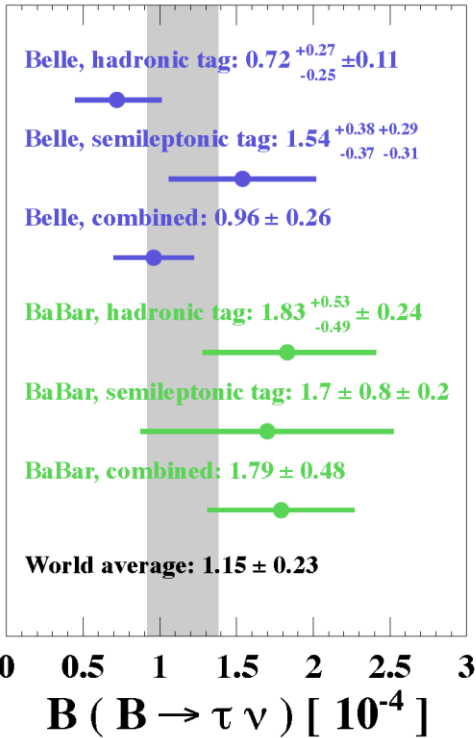 Belle, hadronic tag: 0.72 +0.27 -0.25 ±0.11
Belle, semileptonic tag: 1.54 +0.38 -0.37 +0.29 -0.31
Belle, combined: 0.96 ± 0.26
BaBar, hadronic tag: 1.83 +0.53 -0.49 ± 0.24
BaBar, semileptonic tag: 1.7 ± 0.8 ± 0.2
BaBar, combined: 1.79 ± 0.48
World average: 1.15 ± 0.23
0 0.5 1 1.5 2 2.5 3
B ( B → τ ν ) [ 10⁻⁴ ]